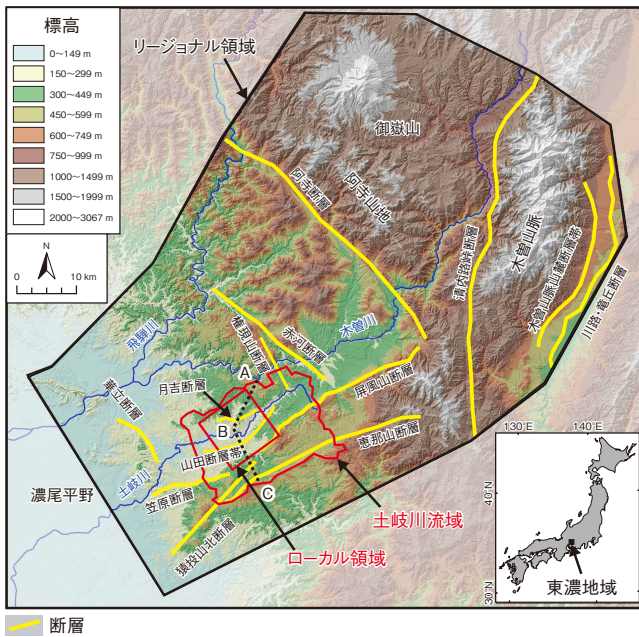 標高
0〜149 m
150〜299 m
300〜449 m
450〜599 m
600〜749 m
750〜999 m
1000〜1499 m
1500〜1999 m
2000〜3067 m
N
0 10 km
リージョナル領域
御嶽山
阿寺断層
阿寺山地
清内路峠断層
木曽山脈
木曽山脈山麓断層帯
川路・竜丘断層
飛騨川
権現山断層
赤河断層
木曽川
A
月吉断層
屏風山断層
華立断層
B
恵那山断層
土岐川
山田断層帯
濃尾平野
笠原断層
C
土岐川流域
猿投山北断層
ローカル領域
130°E
140°E
40°N
30°N
東濃地域
断層